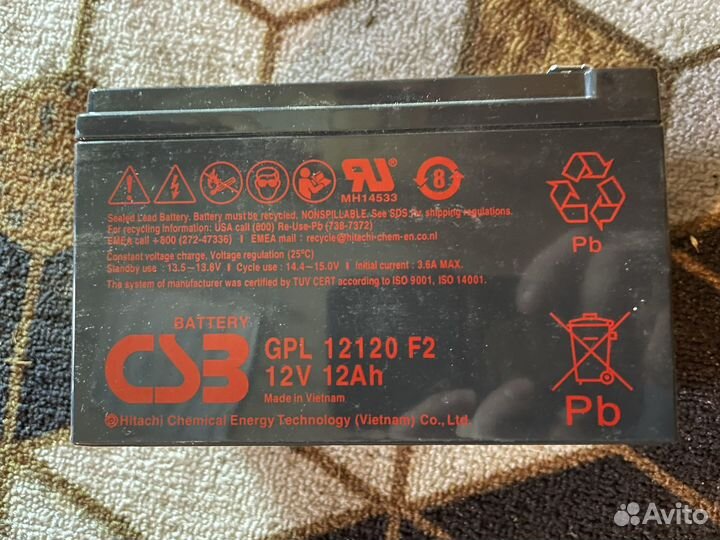 MH14533
8
Sealed Lead Battery. Battery must be recycled. NONSPILLABLE. See SDS for shipping regulations.
For recycling information: USA call (800) Re-Use-Pb (738-7372)
EMEA call +800 (272-47336) | EMEA mail : recycle@hitachi-chem-en.co.nl
Constant voltage charge, Voltage regulation (25°C)
Standby use : 13.5~13.8V | Cycle use : 14.4~15.0V | Initial current : 3.6A MAX.
The system of manufacturer was certified by TUV CERT according to ISO 9001, ISO 14001.
Pb
BATTERY
CSB
GPL 12120 F2
12V 12Ah
Made in Vietnam
@Hitachi Chemical Energy Technology (Vietnam) Co., Ltd.
Pb
Avito